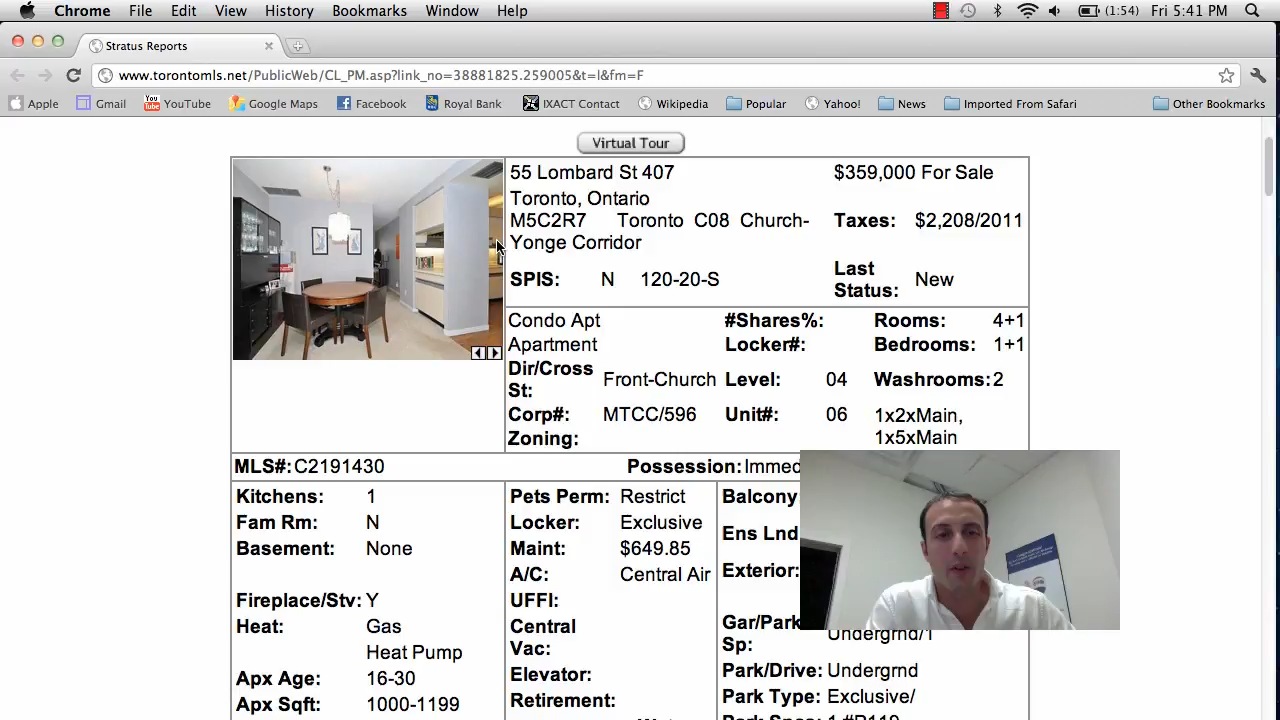 Chrome File Edit View History Bookmarks Window Help (1:54) Fri 5:41 PM
Stratus Reports
www.torontomls.net/PublicWeb/CL_PM.asp?link_no=38881825.259005&t=l&fm=F
Apple Gmail YouTube Google Maps Facebook Royal Bank IXACT Contact Wikipedia Popular Yahoo! News Imported From Safari Other Bookmarks
Virtual Tour
55 Lombard St 407 $359,000 For Sale
Toronto, Ontario
M5C2R7 Toronto C08 Church- Taxes: $2,208/2011
Yonge Corridor
SPIS: N 120-20-S Last Status: New
Condo Apt #Shares%: Rooms: 4+1
Apartment Locker#: Bedrooms: 1+1
Dir/Cross St: Front-Church Level: 04 Washrooms: 2
Corp#: MTCC/596 Unit#: 06 1x2xMain,
Zoning: 1x5xMain
MLS#: C2191430 Possession: Immed
Kitchens: 1 Pets Perm: Restrict Balcony
Fam Rm: N Locker: Exclusive Ens Lnd
Basement: None Maint: $649.85
A/C: Central Air Exterior:
Fireplace/Stv: Y UFFI:
Heat: Gas Central Vac: Gar/Park Sp: Undergrnd/1
Heat Pump
Apx Age: 16-30 Elevator: Park/Drive: Undergrnd
Apx Sqft: 1000-1199 Retirement: Park Type: Exclusive/